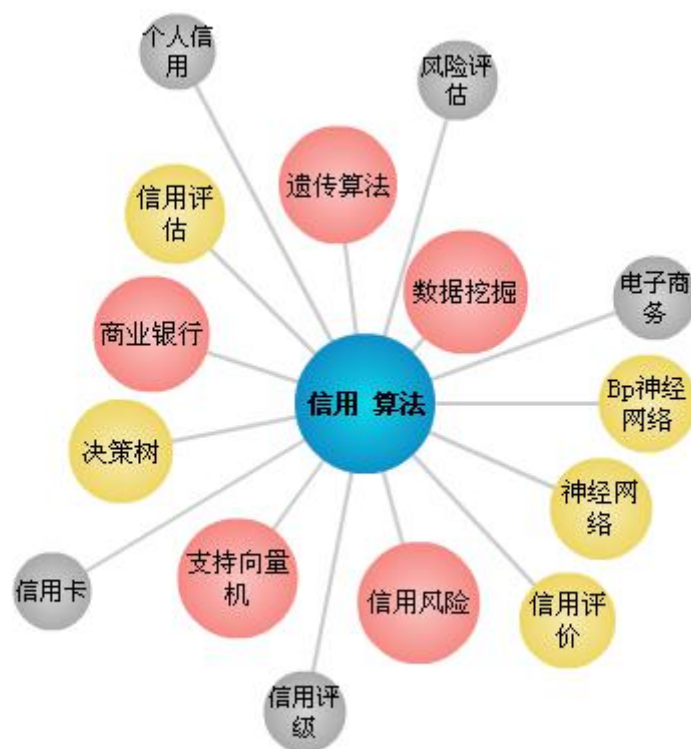 个人信
用
风险评
估
遗传算法
信用评
估
数据挖掘
电子商
务
商业银行
信用 算法
Bp神经
网络
决策树
神经网
络
支持向量
机
信用卡
信用风险
信用评
价
信用评
级